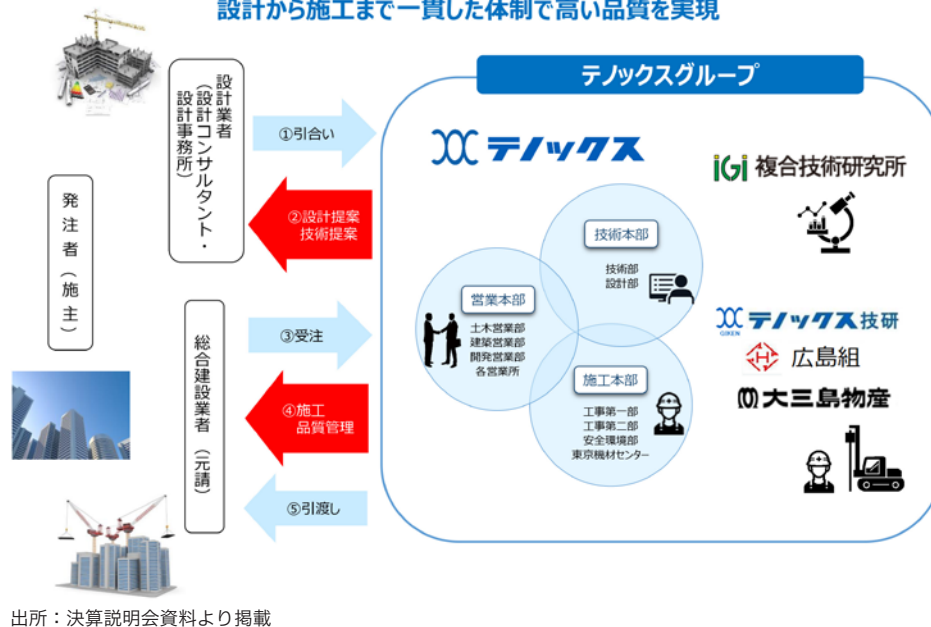 設計から施工まで一貫した体制で高い品質を実現
テノックスグループ
設計業者
（設計コンサルタント・
設計事務所）
①引合い
②設計提案
技術提案
発注者（施主）
総合建設業者（元請）
③受注
④施工
品質管理
⑤引渡し
テノックス
技術本部
技術部
設計部
営業本部
土木営業部
建築営業部
開発営業部
各営業所
施工本部
工事第一部
工事第二部
安全環境部
東京機材センター
iGi 複合技術研究所
GIKEN テノックス技研
H 広島組
大三島物産
出所：決算説明会資料より掲載